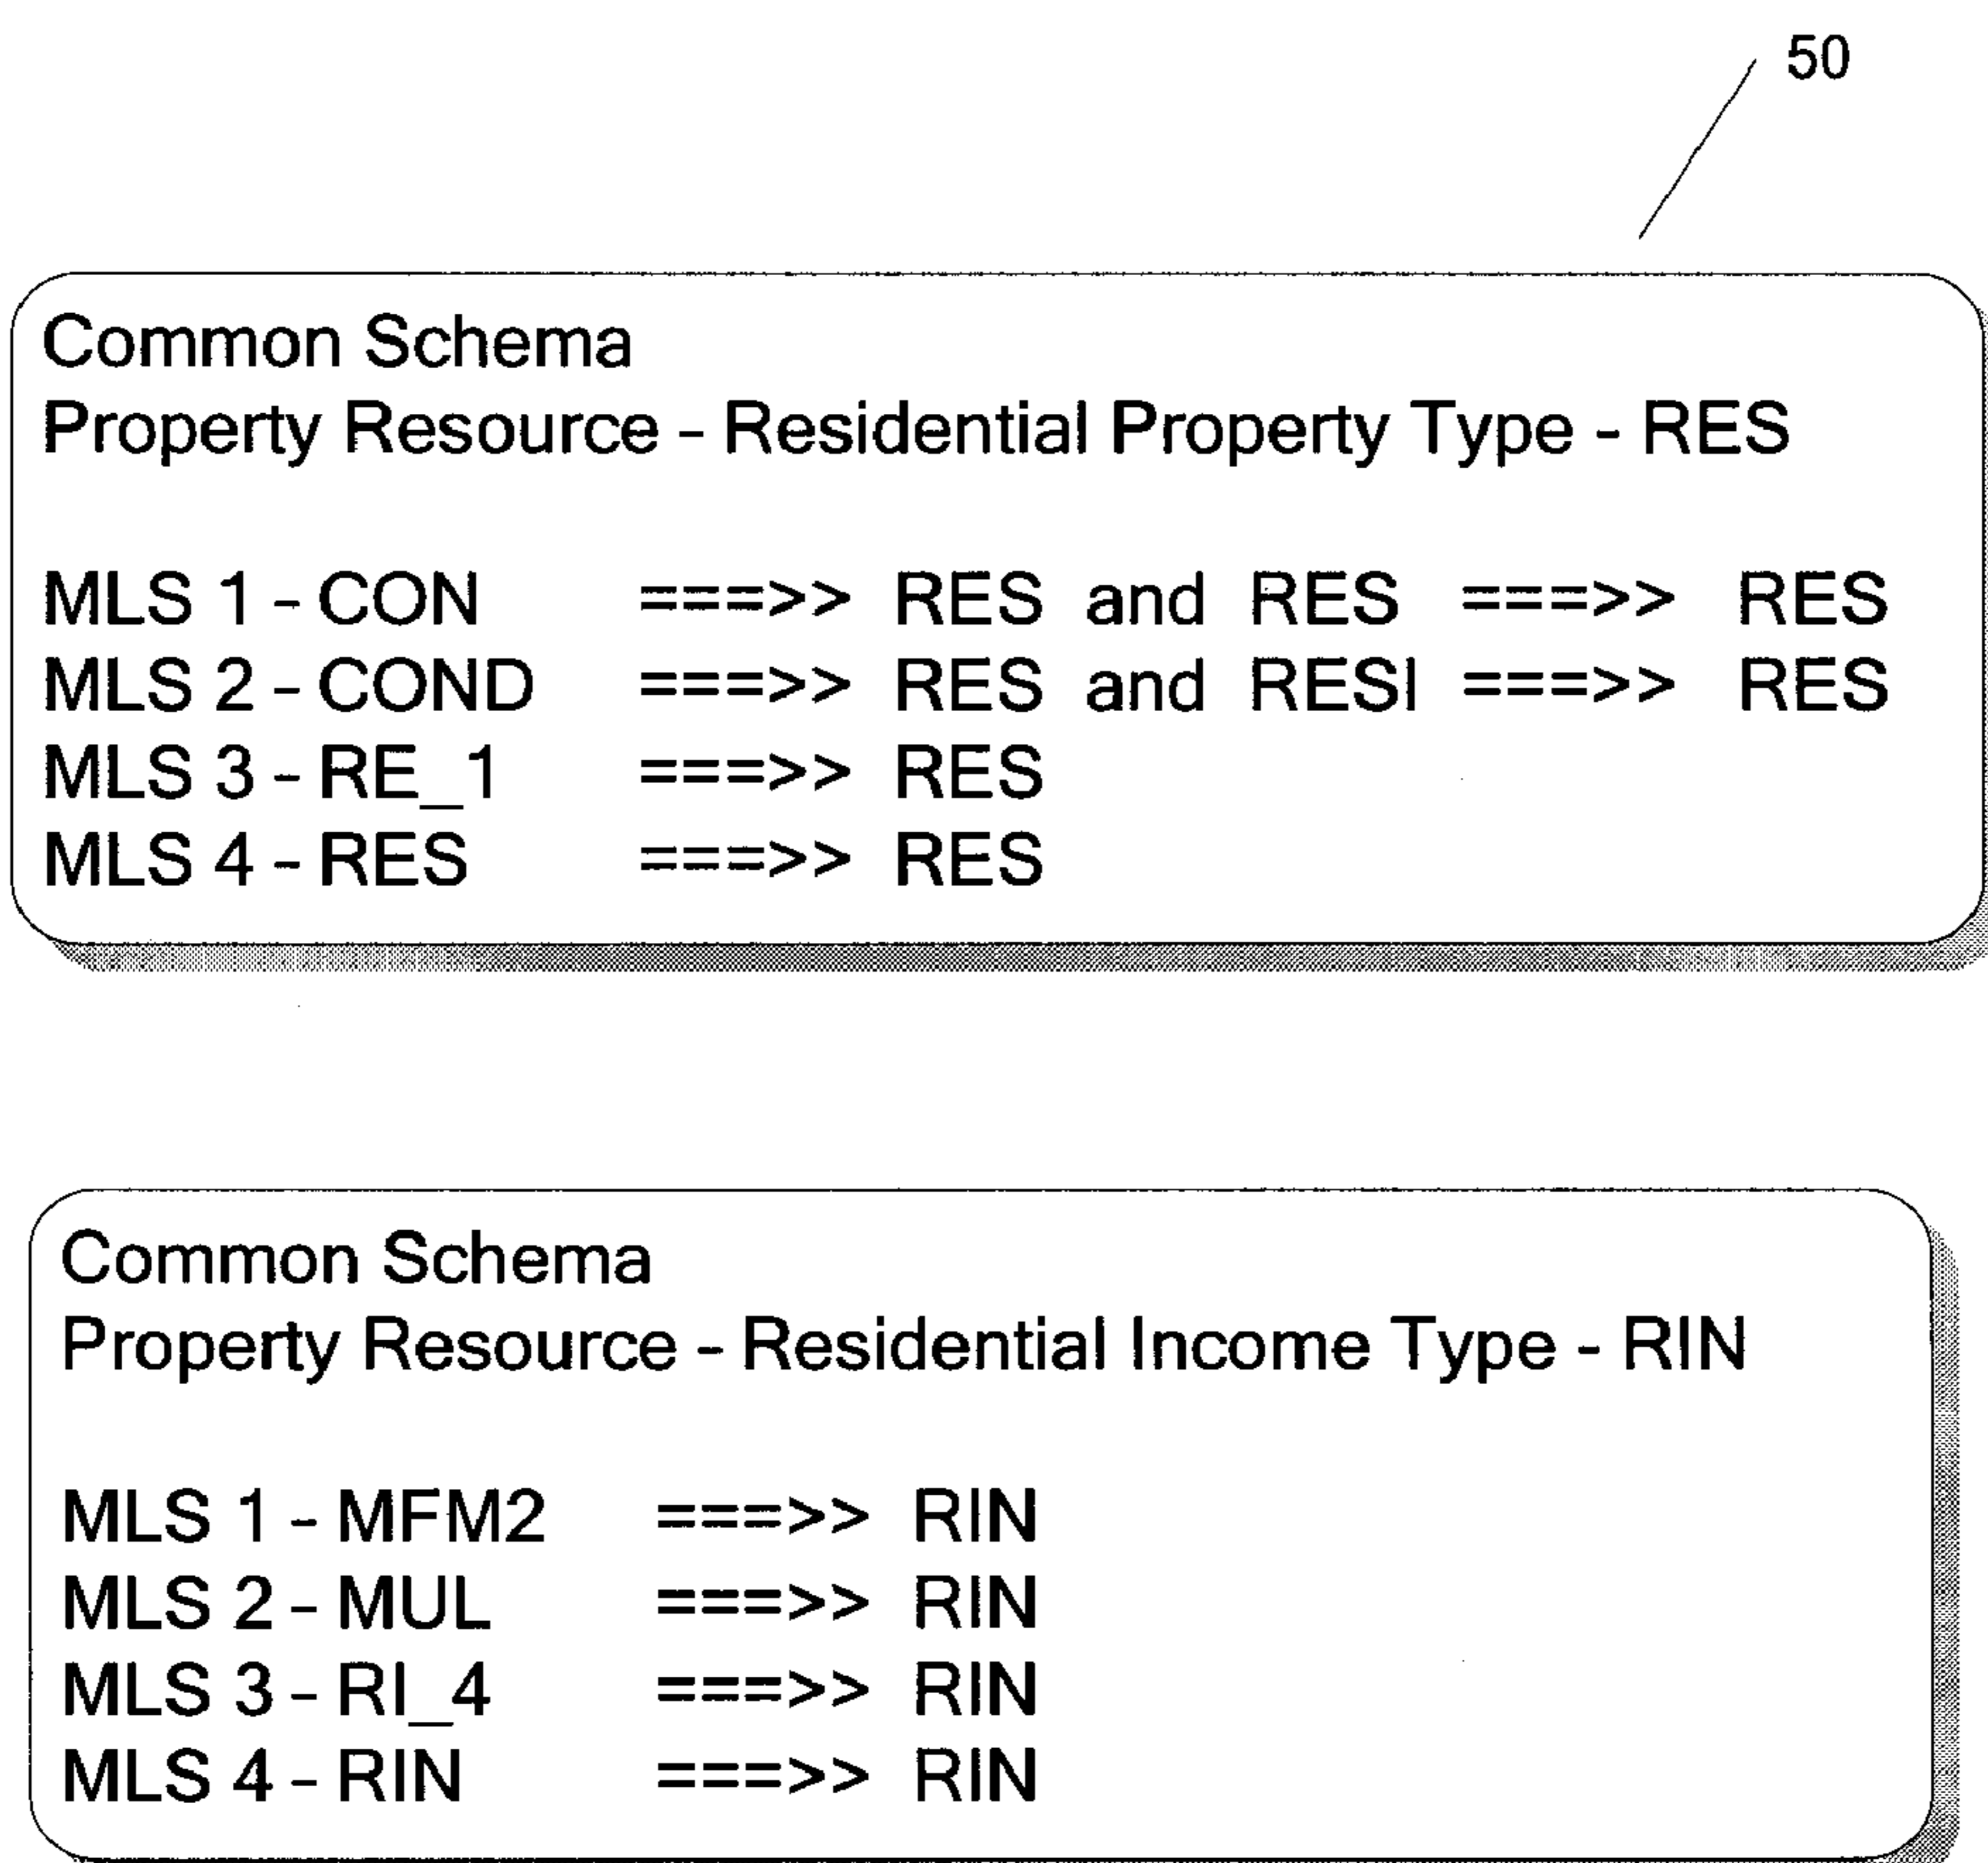 50
Common Schema
Property Resource - Residential Property Type - RES
MLS 1 - CON ===>> RES and RES ===>> RES
MLS 2 - COND ===>> RES and RESI ===>> RES
MLS 3 - RE_1 ===>> RES
MLS 4 - RES ===>> RES
Common Schema
Property Resource - Residential Income Type - RIN
MLS 1 - MFM2 ===>> RIN
MLS 2 - MUL ===>> RIN
MLS 3 - RI_4 ===>> RIN
MLS 4 - RIN ===>> RIN